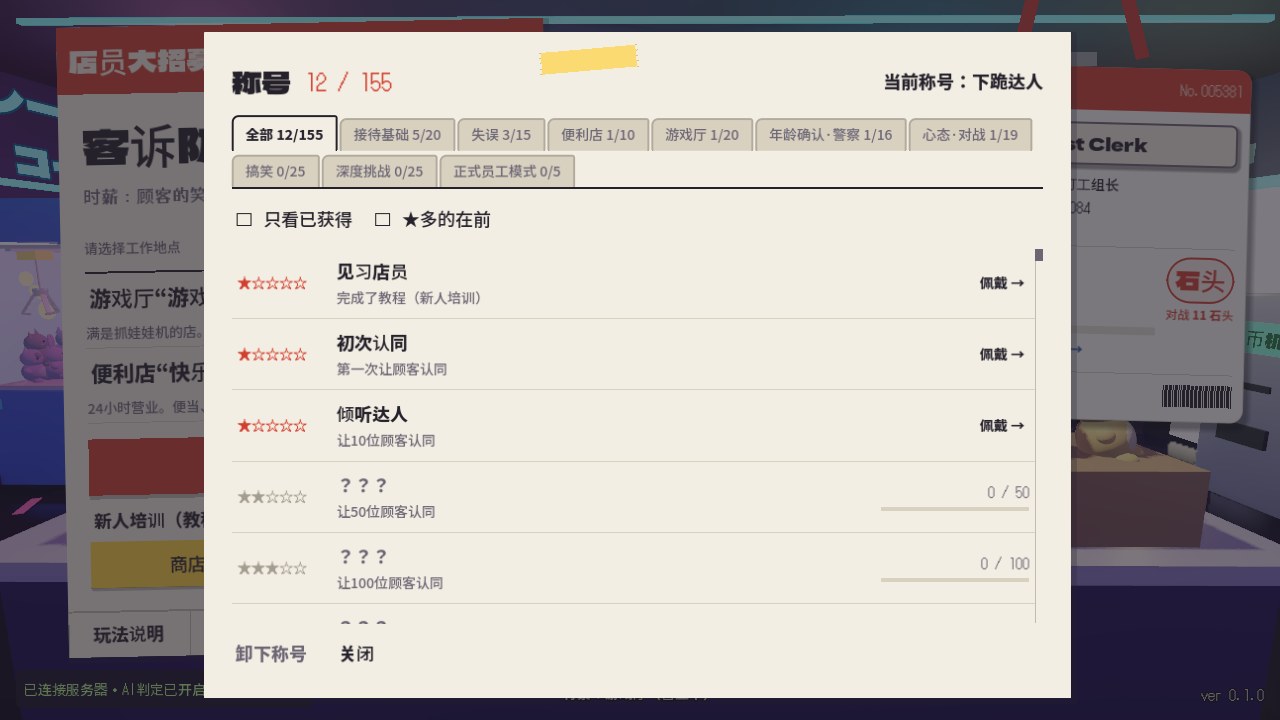 店员大招
No. 005381
称号 12 / 155
当前称号：下跪达人
全部 12/155
接待基础 5/20
失误 3/15
便利店 1/10
游戏厅 1/20
年龄确认·警察 1/16
心态·对战 1/19
搞笑 0/25
深度挑战 0/25
正式员工模式 0/5
客诉
st Clerk
时薪：顾客的笑
工组长
084
□ 只看已获得 □ ★多的在前
请选择工作地点
★☆☆☆☆ 见习店员
完成了教程（新人培训）
佩戴 →
石头
对战 11 石头
游戏厅“游戏
满是抓娃娃机的店。
★☆☆☆☆ 初次认同
第一次让顾客认同
佩戴 →
便利店“快乐
24小时营业。便当、
★☆☆☆☆ 倾听达人
让10位顾客认同
佩戴 →
★★☆☆☆ ？？？
让50位顾客认同
0 / 50
新人培训（教
★★★☆☆ ？？？
让100位顾客认同
0 / 100
商店
？？？
玩法说明
卸下称号
关闭
已连接服务器·AI判定已开启
ver 0.1.0